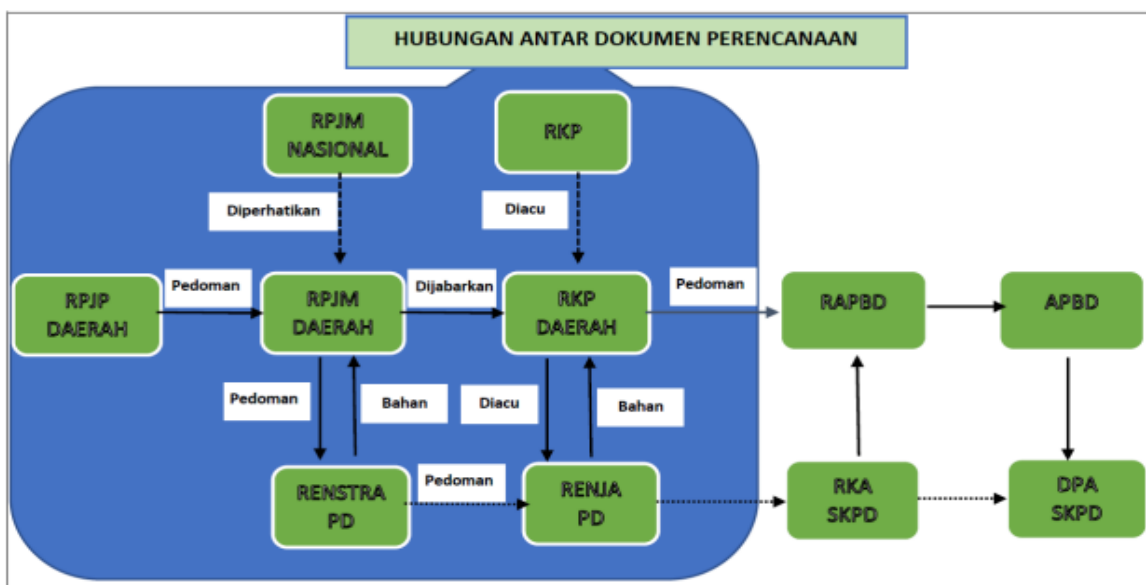 HUBUNGAN ANTAR DOKUMEN PERENCANAAN
RPJM
NASIONAL
RKP
Diperhatikan
Diacu
RPJP
DAERAH
Pedoman
RPJM
DAERAH
Dijabarkan
RKP
DAERAH
Pedoman
RAPBD
APBD
Pedoman
Bahan
Diacu
Bahan
RENSTRA
PD
Pedoman
RENJA
PD
RKA
SKPD
DPA
SKPD